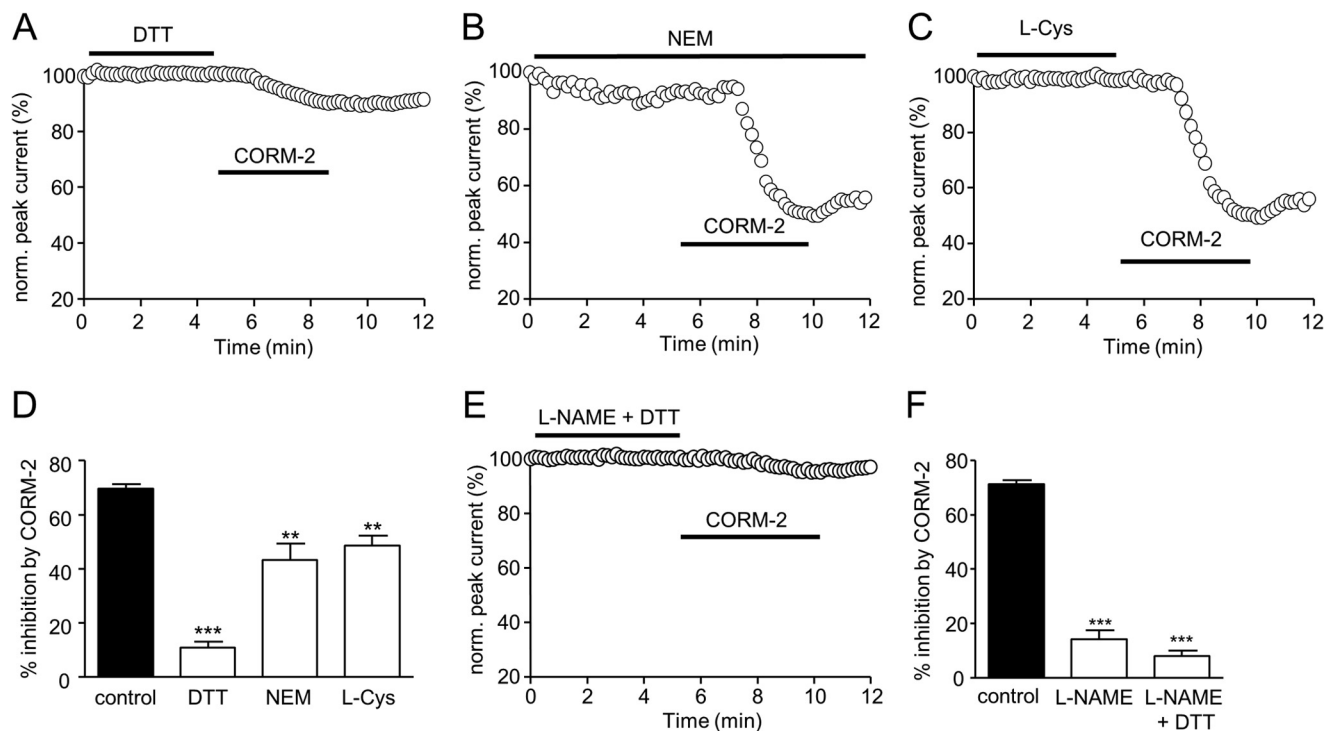 A
DTT
norm. peak current (%)
100
80
60
40
20
CORM-2
0 2 4 6 8 10 12
Time (min)
B
NEM
norm. peak current (%)
100
80
60
40
20
CORM-2
0 2 4 6 8 10 12
Time (min)
C
L-Cys
norm. peak current (%)
100
80
60
40
20
CORM-2
0 2 4 6 8 10 12
Time (min)
D
% inhibition by CORM-2
80
60
40
20
0
***
**
**
control DTT NEM L-Cys
E
L-NAME + DTT
norm. peak current (%)
100
80
60
40
20
CORM-2
0 2 4 6 8 10 12
Time (min)
F
% inhibition by CORM-2
80
60
40
20
0
***
***
control L-NAME L-NAME
+ DTT